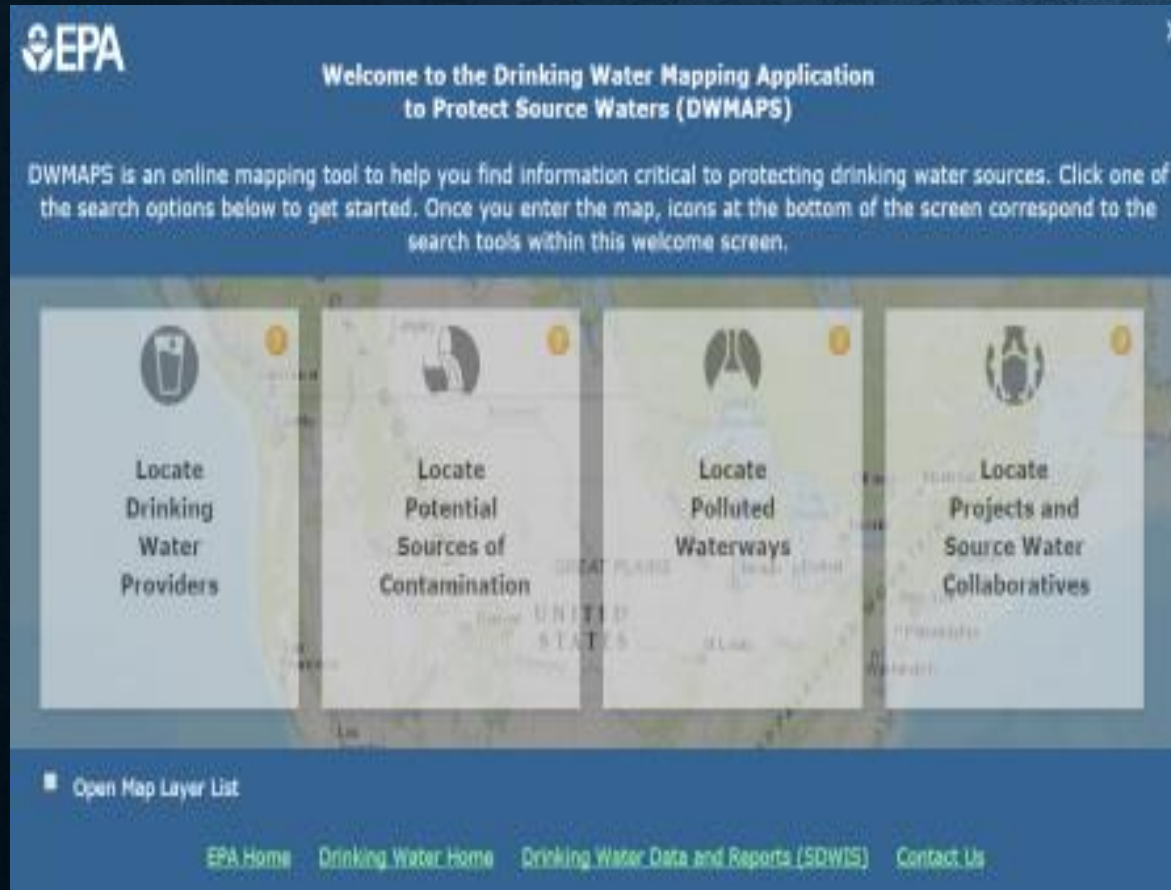 EPA
Welcome to the Drinking Water Mapping Application
to Protect Source Waters (DWMAPS)
DWMAPS is an online mapping tool to help you find information critical to protecting drinking water sources. Click one of
the search options below to get started. Once you enter the map, icons at the bottom of the screen correspond to the
search tools within this welcome screen.
Locate
Drinking
Water
Providers
Locate
Potential
Sources of
Contamination
Locate
Polluted
Waterways
Locate
Projects and
Source Water
Collaboratives
GREAT PLAINS
UNITED
STATES
Philadelphia
Open Map Layer List
EPA Home Drinking Water Home Drinking Water Data and Reports (SDWIS) Contact Us